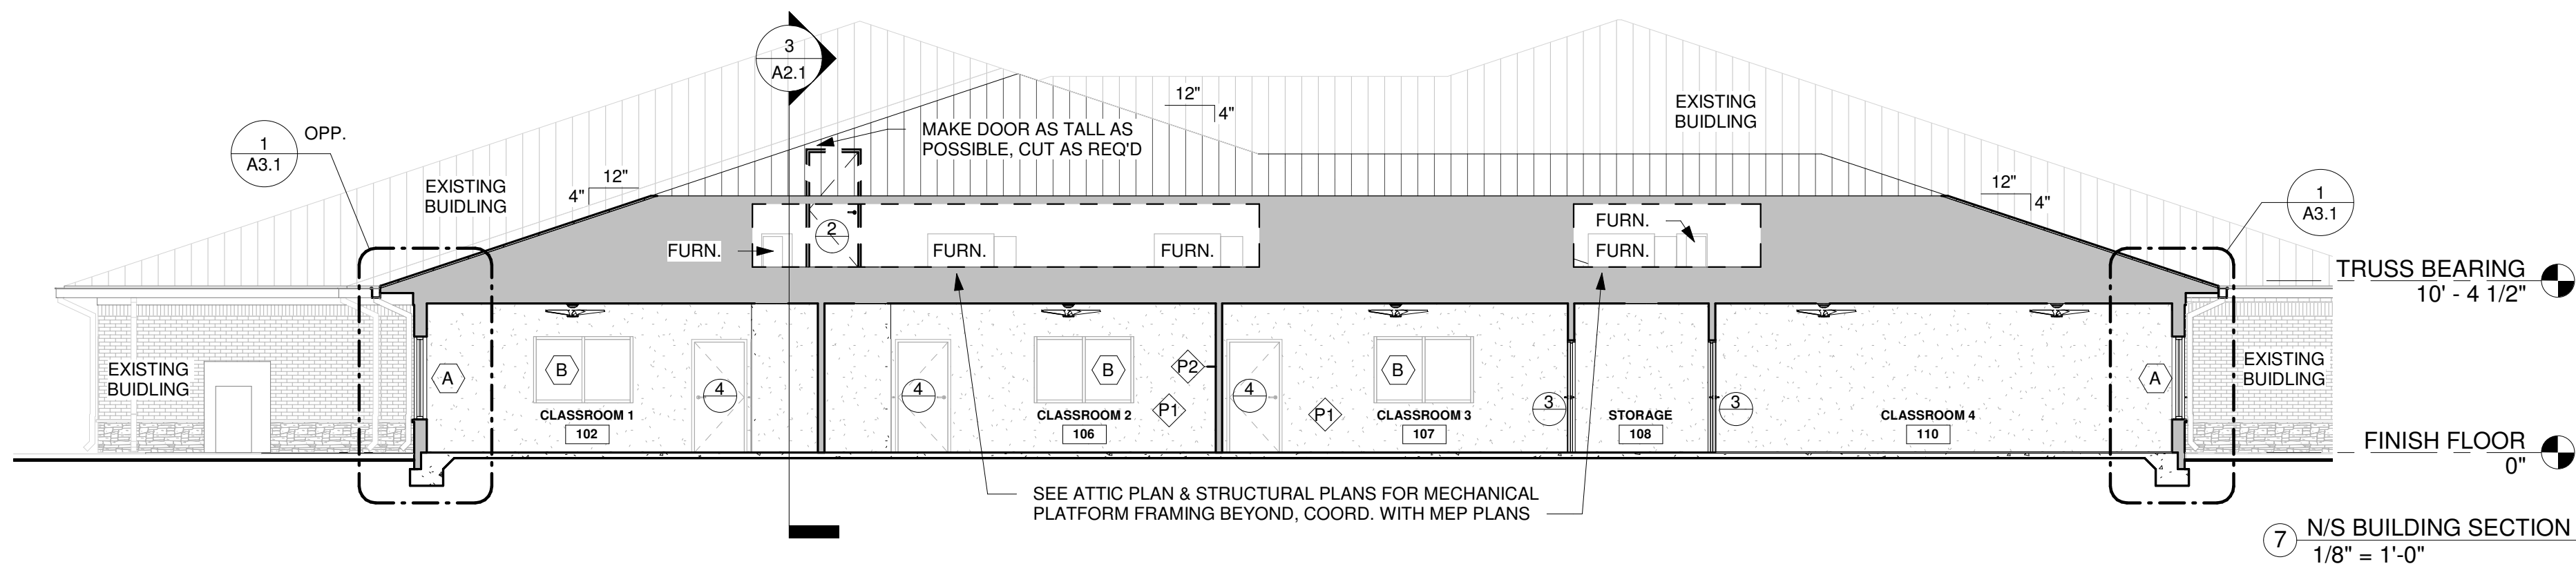 3
A2.1
1
A3.1
OPP.
EXISTING
BUIDLING
12"
4"
MAKE DOOR AS TALL AS
POSSIBLE, CUT AS REQ'D
12"
4"
EXISTING
BUIDLING
12"
4"
1
A3.1
FURN.
2
FURN.
FURN.
FURN.
FURN.
TRUSS BEARING
10' - 4 1/2"
EXISTING
BUIDLING
A
B
CLASSROOM 1
102
4
4
B
CLASSROOM 2
106
P2
P1
4
P1
B
CLASSROOM 3
107
3
STORAGE
108
3
CLASSROOM 4
110
A
EXISTING
BUIDLING
FINISH FLOOR
0"
SEE ATTIC PLAN & STRUCTURAL PLANS FOR MECHANICAL
PLATFORM FRAMING BEYOND, COORD. WITH MEP PLANS
7
N/S BUILDING SECTION
1/8" = 1'-0"